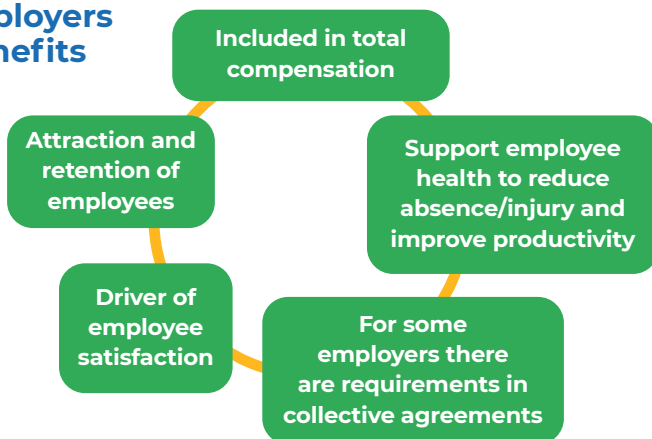 ployers
nefits
Included in total
compensation
Attraction and
retention of
employees
Support employee
health to reduce
absence/injury and
improve productivity
Driver of
employee
satisfaction
For some
employers there
are requirements in
collective agreements